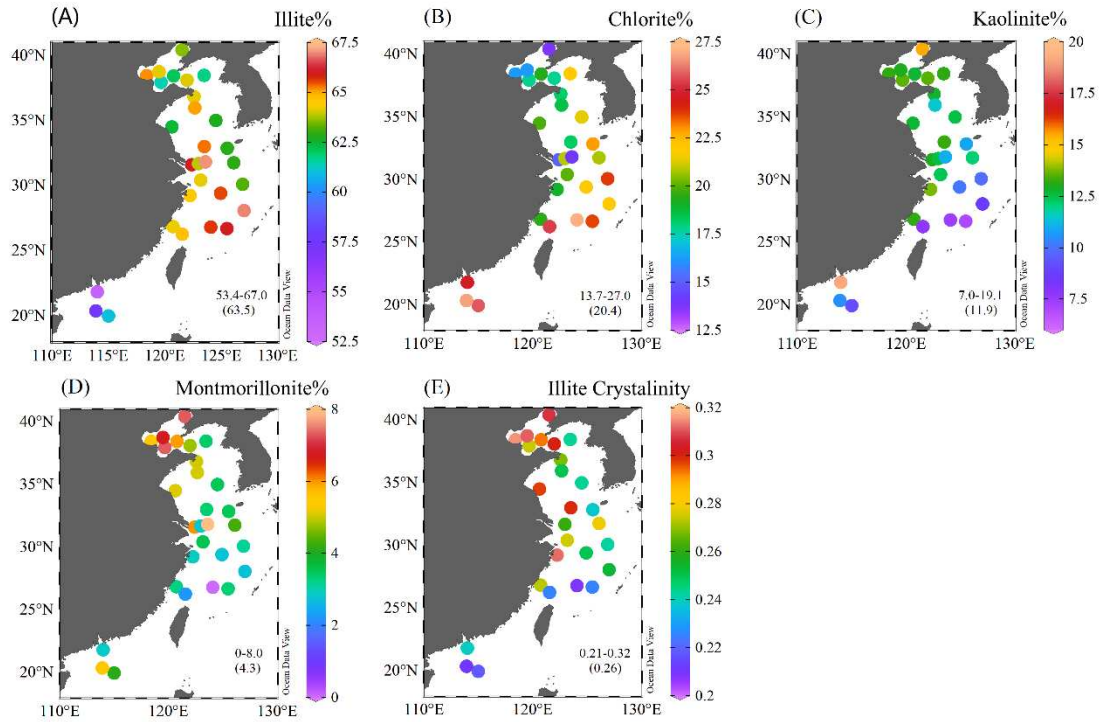 (A) Illite%
40°N
35°N
30°N
25°N
20°N
110°E 120°E 130°E
67.5
65
62.5
60
57.5
55
52.5
53.4-67.0
(63.5)
Ocean Data View
(B) Chlorite%
40°N
35°N
30°N
25°N
20°N
110°E 120°E 130°E
27.5
25
22.5
20
17.5
15
12.5
13.7-27.0
(20.4)
Ocean Data View
(C) Kaolinite%
40°N
35°N
30°N
25°N
20°N
110°E 120°E 130°E
20
17.5
15
12.5
10
7.5
7.0-19.1
(11.9)
Ocean Data View
(D) Montmorillonite%
40°N
35°N
30°N
25°N
20°N
110°E 120°E 130°E
8
6
4
2
0
0-8.0
(4.3)
Ocean Data View
(E) Illite Crystalinity
40°N
35°N
30°N
25°N
20°N
110°E 120°E 130°E
0.32
0.3
0.28
0.26
0.24
0.22
0.2
0.21-0.32
(0.26)
Ocean Data View